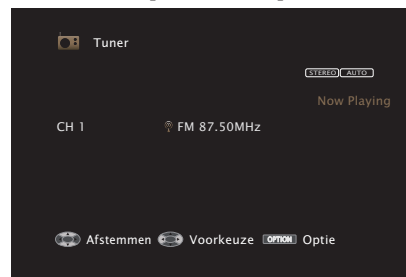 Tuner
STEREO AUTO
Now Playing
CH 1 FM 87.50MHz
Afstemmen Voorkeuze OPTION Optie